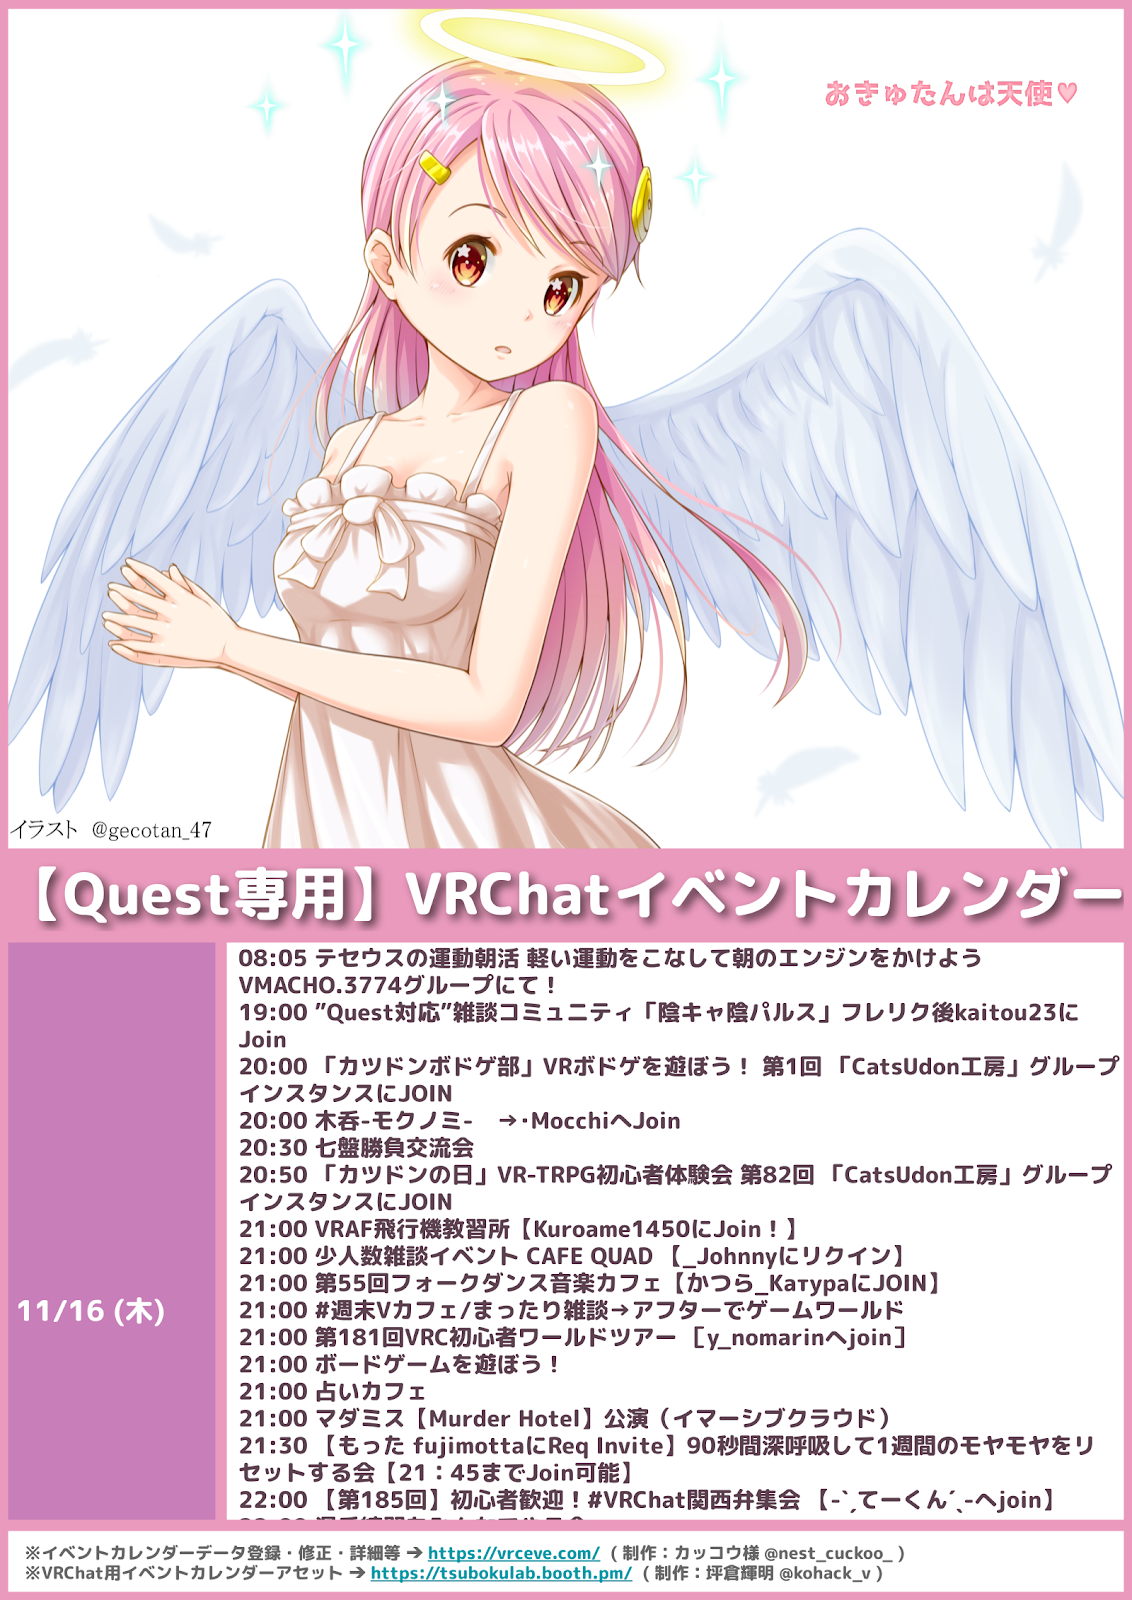 おきゅたんは天使♥
イラスト @gecotan_47
【Quest専用】VRChatイベントカレンダー
11/16 (木)
08:05 テセウスの運動朝活 軽い運動をこなして朝のエンジンをかけよう
VMACHO.3774グループにて！
19:00 ”Quest対応”雑談コミュニティ「陰キャ陰パルス」フレリク後kaitou23に
Join
20:00 「カツドンボドゲ部」VRボドゲを遊ぼう！ 第1回 「CatsUdon工房」グループ
インスタンスにJOIN
20:00 木呑-モクノミ-　→･MocchiへJoin
20:30 七盤勝負交流会
20:50 「カツドンの日」VR-TRPG初心者体験会 第82回 「CatsUdon工房」グループ
インスタンスにJOIN
21:00 VRAF飛行機教習所【Kuroame1450にJoin！】
21:00 少人数雑談イベント CAFE QUAD 【_Johnnyにリクイン】
21:00 第55回フォークダンス音楽カフェ【かつら_КатураにJOIN】
21:00 #週末Vカフェ/まったり雑談→アフターでゲームワールド
21:00 第181回VRC初心者ワールドツアー ［y_nomarinへjoin］
21:00 ボードゲームを遊ぼう！
21:00 占いカフェ
21:00 マダミス【Murder Hotel】公演（イマーシブクラウド）
21:30 【もった fujimottaにReq Invite】90秒間深呼吸して1週間のモヤモヤをリ
セットする会【21：45までJoin可能】
22:00 【第185回】初心者歓迎！#VRChat関西弁集会 【-ˋˏてーくんˊˎ-へjoin】
※イベントカレンダーデータ登録・修正・詳細等 ➔ https://vrceve.com/ ( 制作：カッコウ様 @nest_cuckoo_ )
※VRChat用イベントカレンダーアセット ➔ https://tsubokulab.booth.pm/ ( 制作：坪倉輝明 @kohack_v )